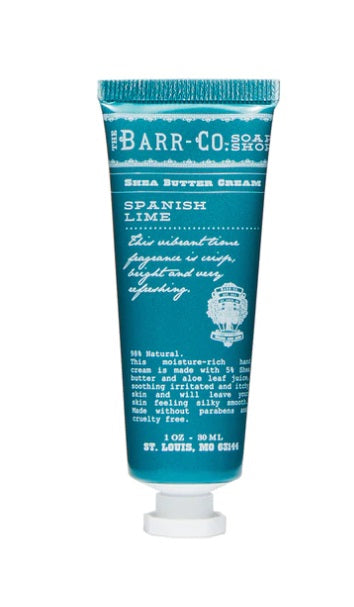 THE BARR-CO: SOAP SHOP
SHEA BUTTER CREAM
SPANISH
LIME
This vibrant lime
fragrance is crisp,
bright and very
refreshing.
98% Natural.
This moisture-rich hand
cream is made with 5% Shea
butter and aloe leaf juice,
soothing irritated and itchy
skin and will leave your
skin feeling silky smooth.
Made without parabens and
cruelty free.
1 OZ - 30 ML
ST. LOUIS, MO 63144